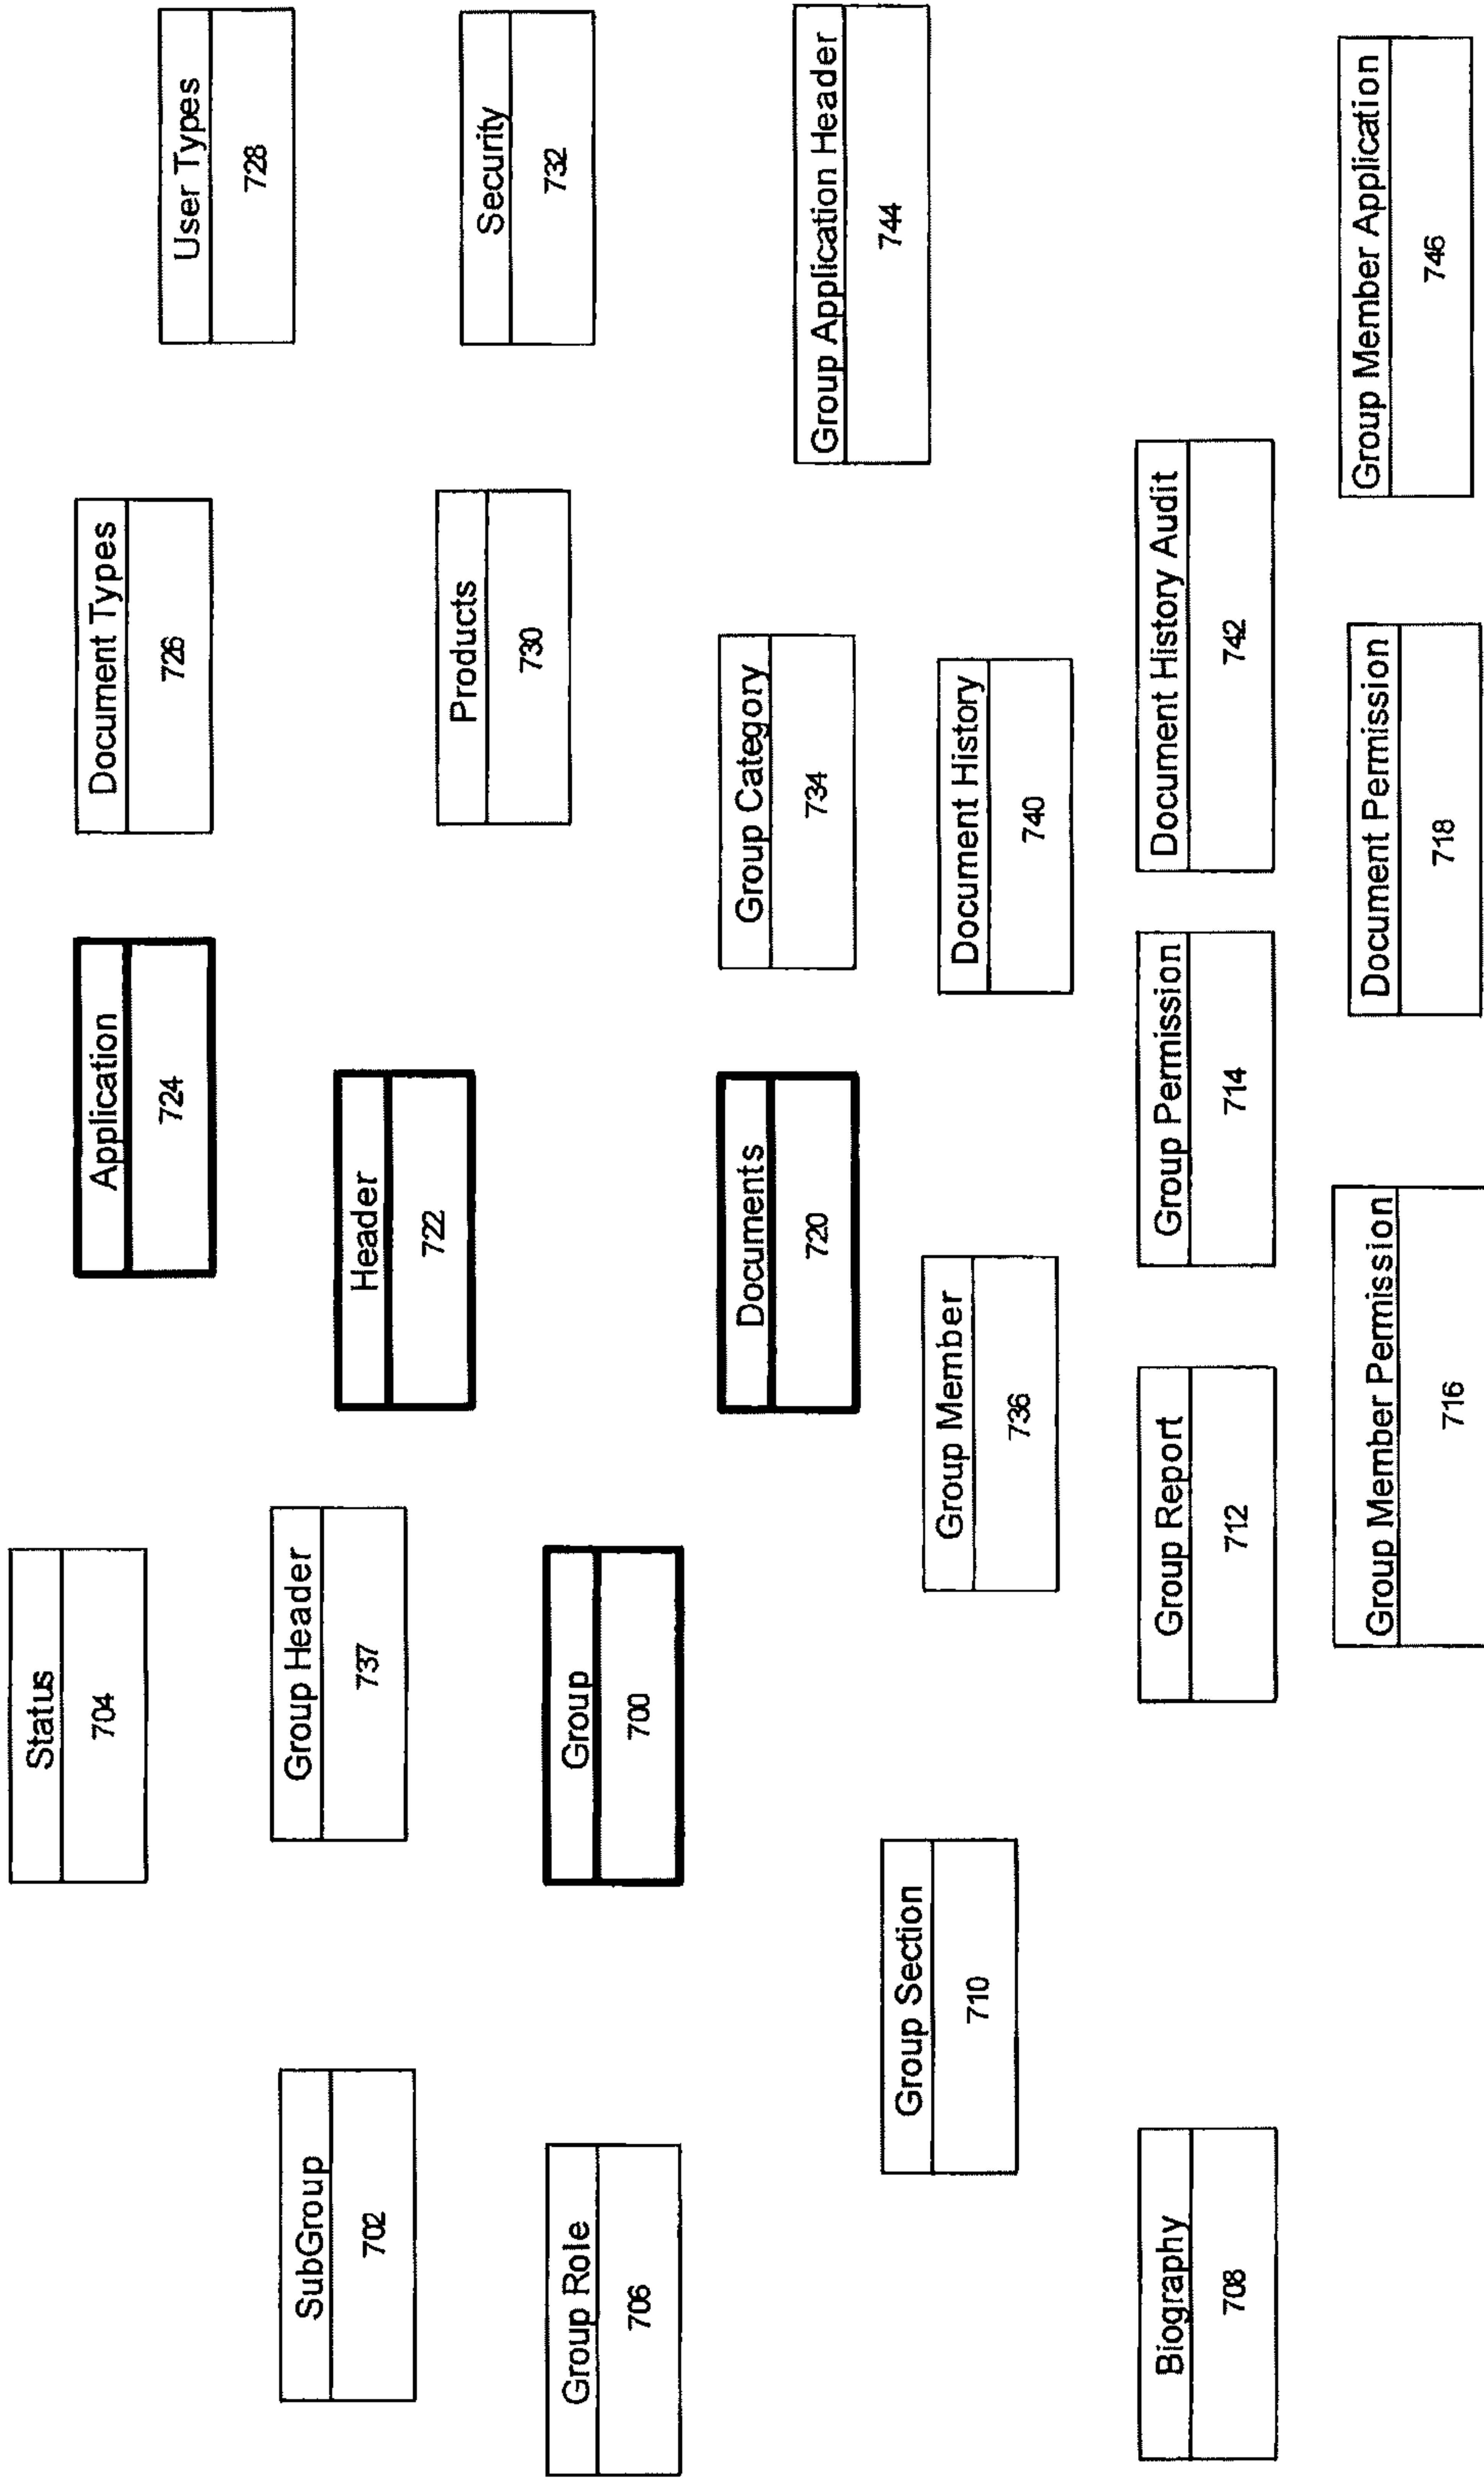 Status
704
Application
724
Document Types
726
User Types
728
SubGroup
702
Group Header
737
Header
722
Products
730
Security
732
Group Role
706
Group
700
Documents
720
Group Category
734
Group Application Header
744
Group Section
710
Group Member
736
Document History
740
Biography
708
Group Report
712
Group Permission
714
Document History Audit
742
Group Member Permission
716
Document Permission
718
Group Member Application
746